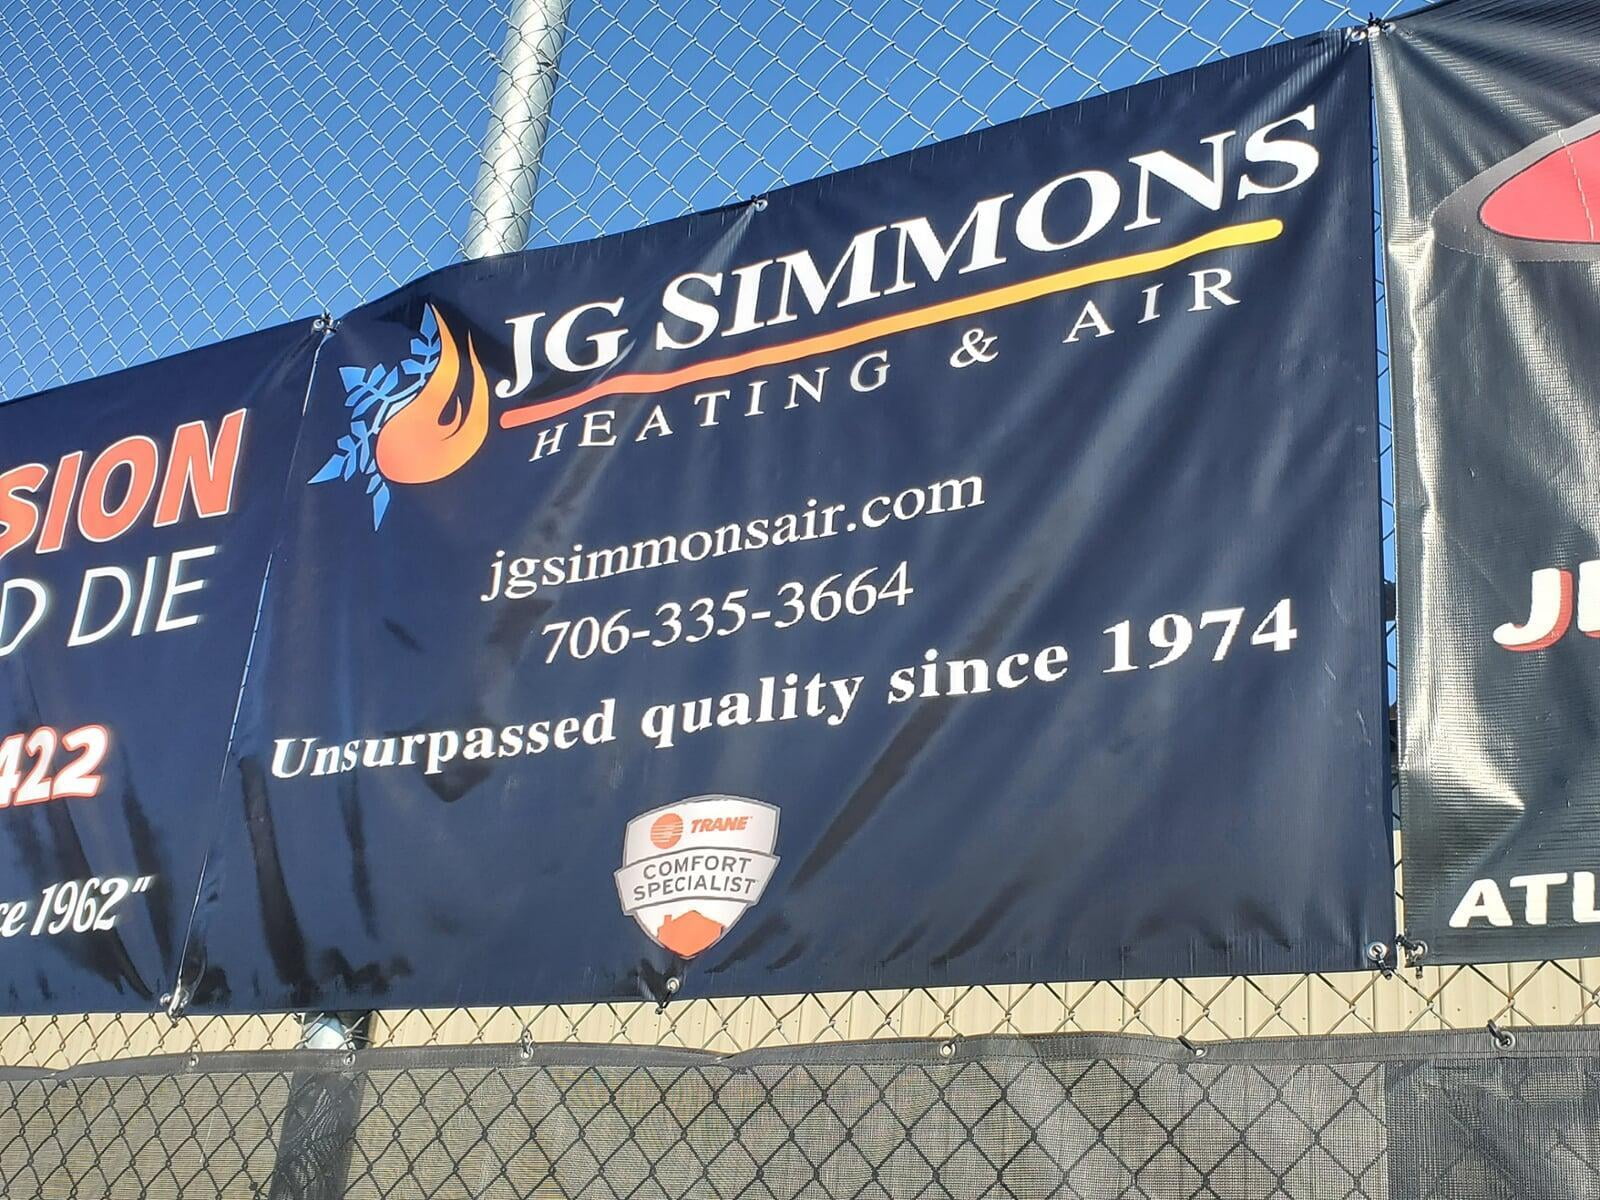 SION
D DIE
422
ce 1962"
JG SIMMONS
HEATING & AIR
jgsimmonsair.com
706-335-3664
Unsurpassed quality since 1974
TRANE
COMFORT
SPECIALIST
ATL